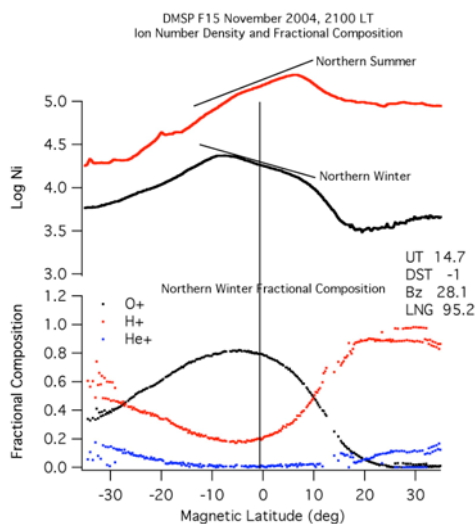 DMSP F15 November 2004, 2100 LT
Ion Number Density and Fractional Composition
Northern Summer
5.0
4.5
Log Ni
4.0
Northern Winter
3.5
3.0
UT 14.7
DST -1
Bz 28.1
LNG 95.2
Northern Winter Fractional Composition
1.2
O+
1.0
H+
He+
0.8
Fractional Composition
0.6
0.4
0.2
0.0
-30 -20 -10 0 10 20 30
Magnetic Latitude (deg)